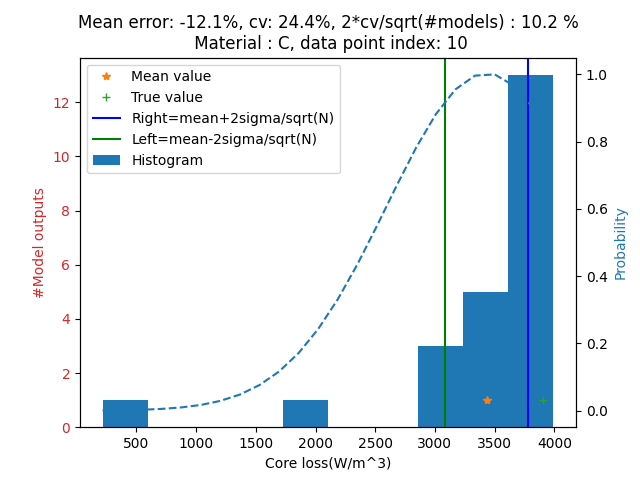 Mean error: -12.1%, cv: 24.4%, 2*cv/sqrt(#models) : 10.2 %
Material : C, data point index: 10
Mean value
True value
Right=mean+2sigma/sqrt(N)
Left=mean-2sigma/sqrt(N)
Histogram
#Model outputs
12
10
8
6
4
2
0
1.0
0.8
0.6
0.4
0.2
0.0
Probability
500 1000 1500 2000 2500 3000 3500 4000
Core loss(W/m^3)